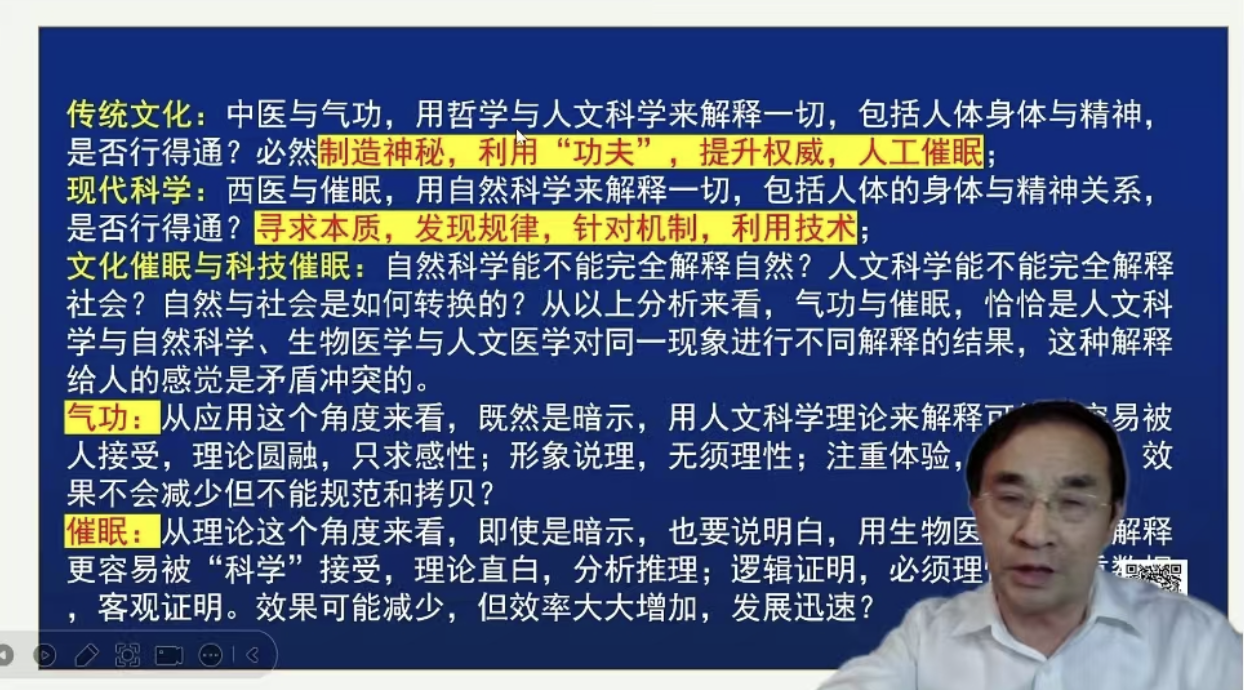 传统文化：中医与气功，用哲学与人文科学来解释一切，包括人体身体与精神，
是否行得通？必然制造神秘，利用“功夫”，提升权威，人工催眠；
现代科学：西医与催眠，用自然科学来解释一切，包括人体的身体与精神关系，
是否行得通？寻求本质，发现规律，针对机制，利用技术；
文化催眠与科技催眠：自然科学能不能完全解释自然？人文科学能不能完全解释
社会？自然与社会是如何转换的？从以上分析来看，气功与催眠，恰恰是人文科
学与自然科学、生物医学与人文医学对同一现象进行不同解释的结果，这种解释
给人的感觉是矛盾冲突的。
气功：从应用这个角度来看，既然是暗示，用人文科学理论来解释 容易被
人接受，理论圆融，只求感性；形象说理，无须理性；注重体验， 效
果不会减少但不能规范和拷贝？
催眠：从理论这个角度来看，即使是暗示，也要说明白，用生物医 解释
更容易被“科学”接受，理论直白，分析推理；逻辑证明，必须理
，客观证明。效果可能减少，但效率大大增加，发展迅速？